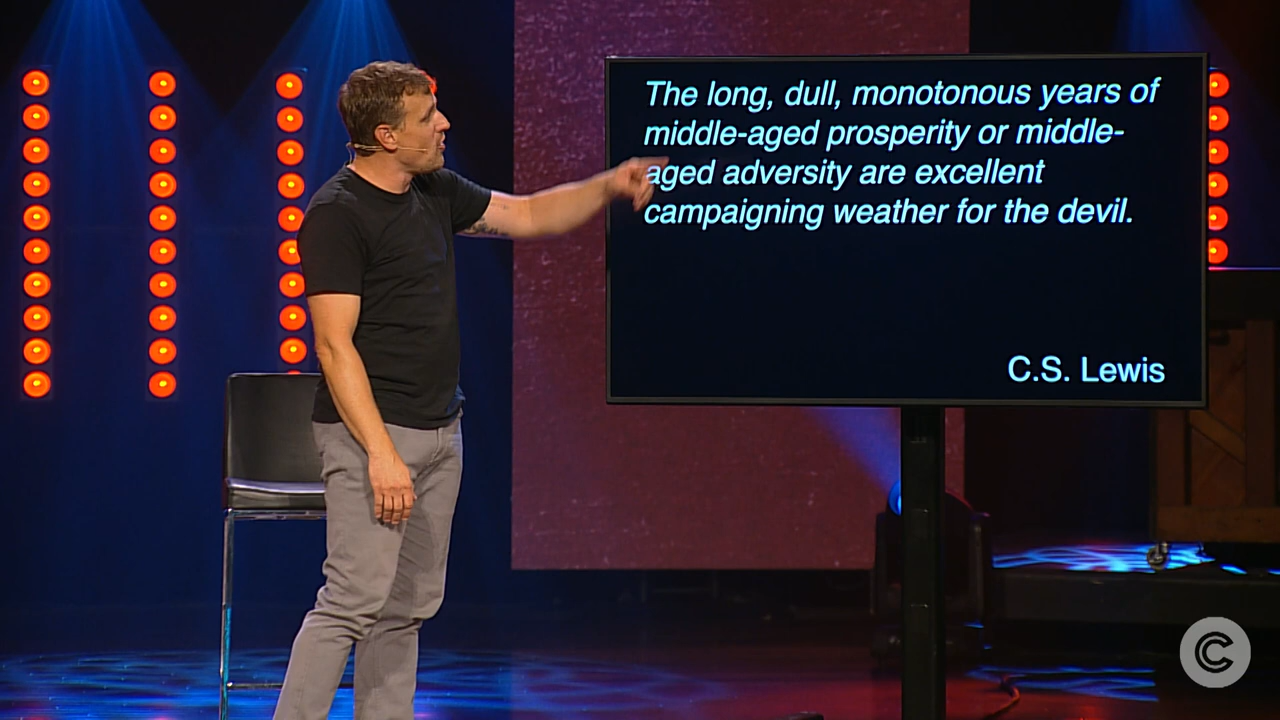 The long, dull, monotonous years of
middle-aged prosperity or middle-
aged adversity are excellent
campaigning weather for the devil.
C.S. Lewis